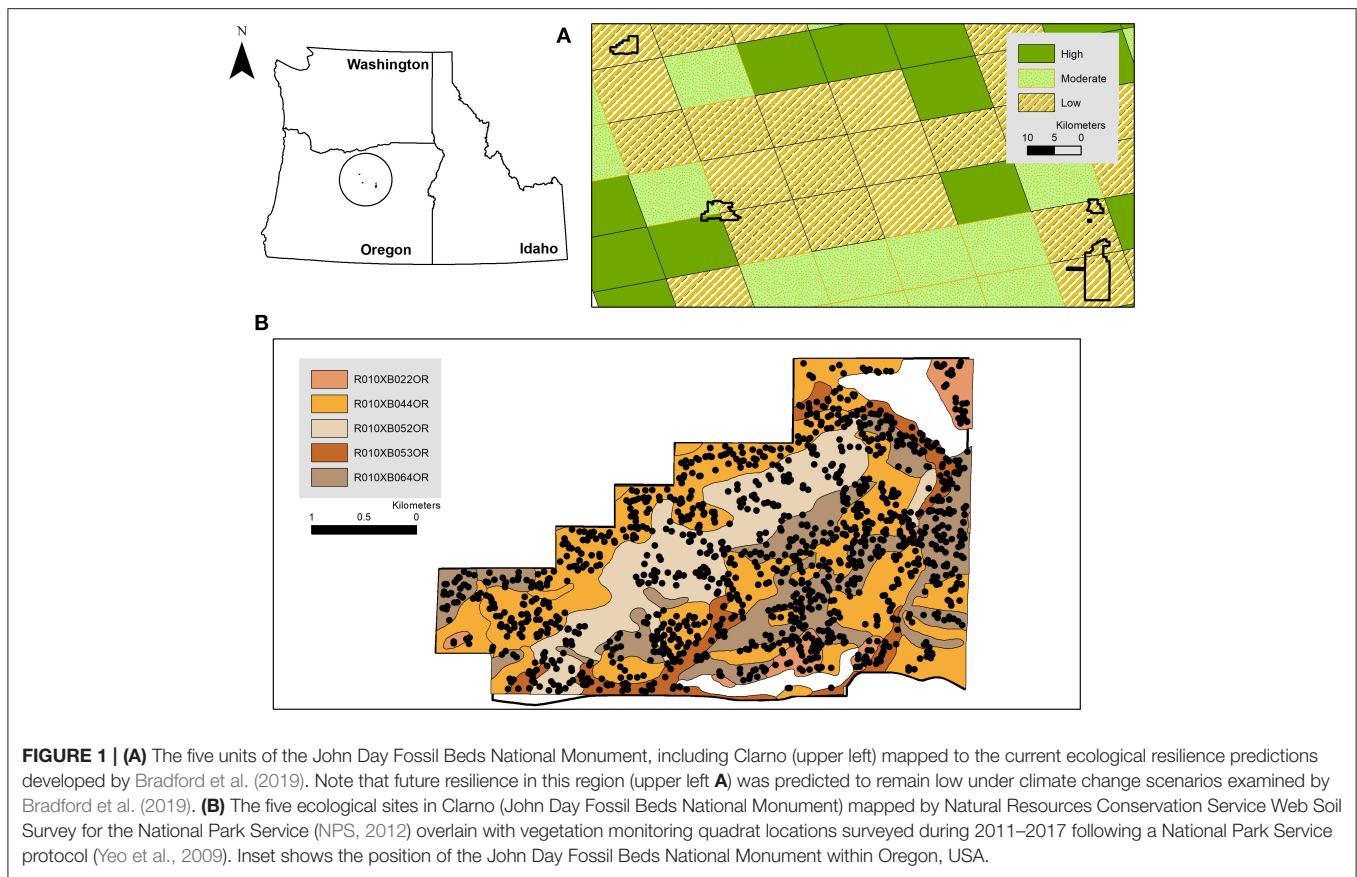 N
Washington
Oregon
Idaho
A
High
Moderate
Low
Kilometers
10 5 0
B
R010XB022OR
R010XB044OR
R010XB052OR
R010XB053OR
R010XB064OR
Kilometers
1 0.5 0
FIGURE 1 | (A) The five units of the John Day Fossil Beds National Monument, including Clarno (upper left) mapped to the current ecological resilience predictions
developed by Bradford et al. (2019). Note that future resilience in this region (upper left A) was predicted to remain low under climate change scenarios examined by
Bradford et al. (2019). (B) The five ecological sites in Clarno (John Day Fossil Beds National Monument) mapped by Natural Resources Conservation Service Web Soil
Survey for the National Park Service (NPS, 2012) overlain with vegetation monitoring quadrat locations surveyed during 2011–2017 following a National Park Service
protocol (Yeo et al., 2009). Inset shows the position of the John Day Fossil Beds National Monument within Oregon, USA.